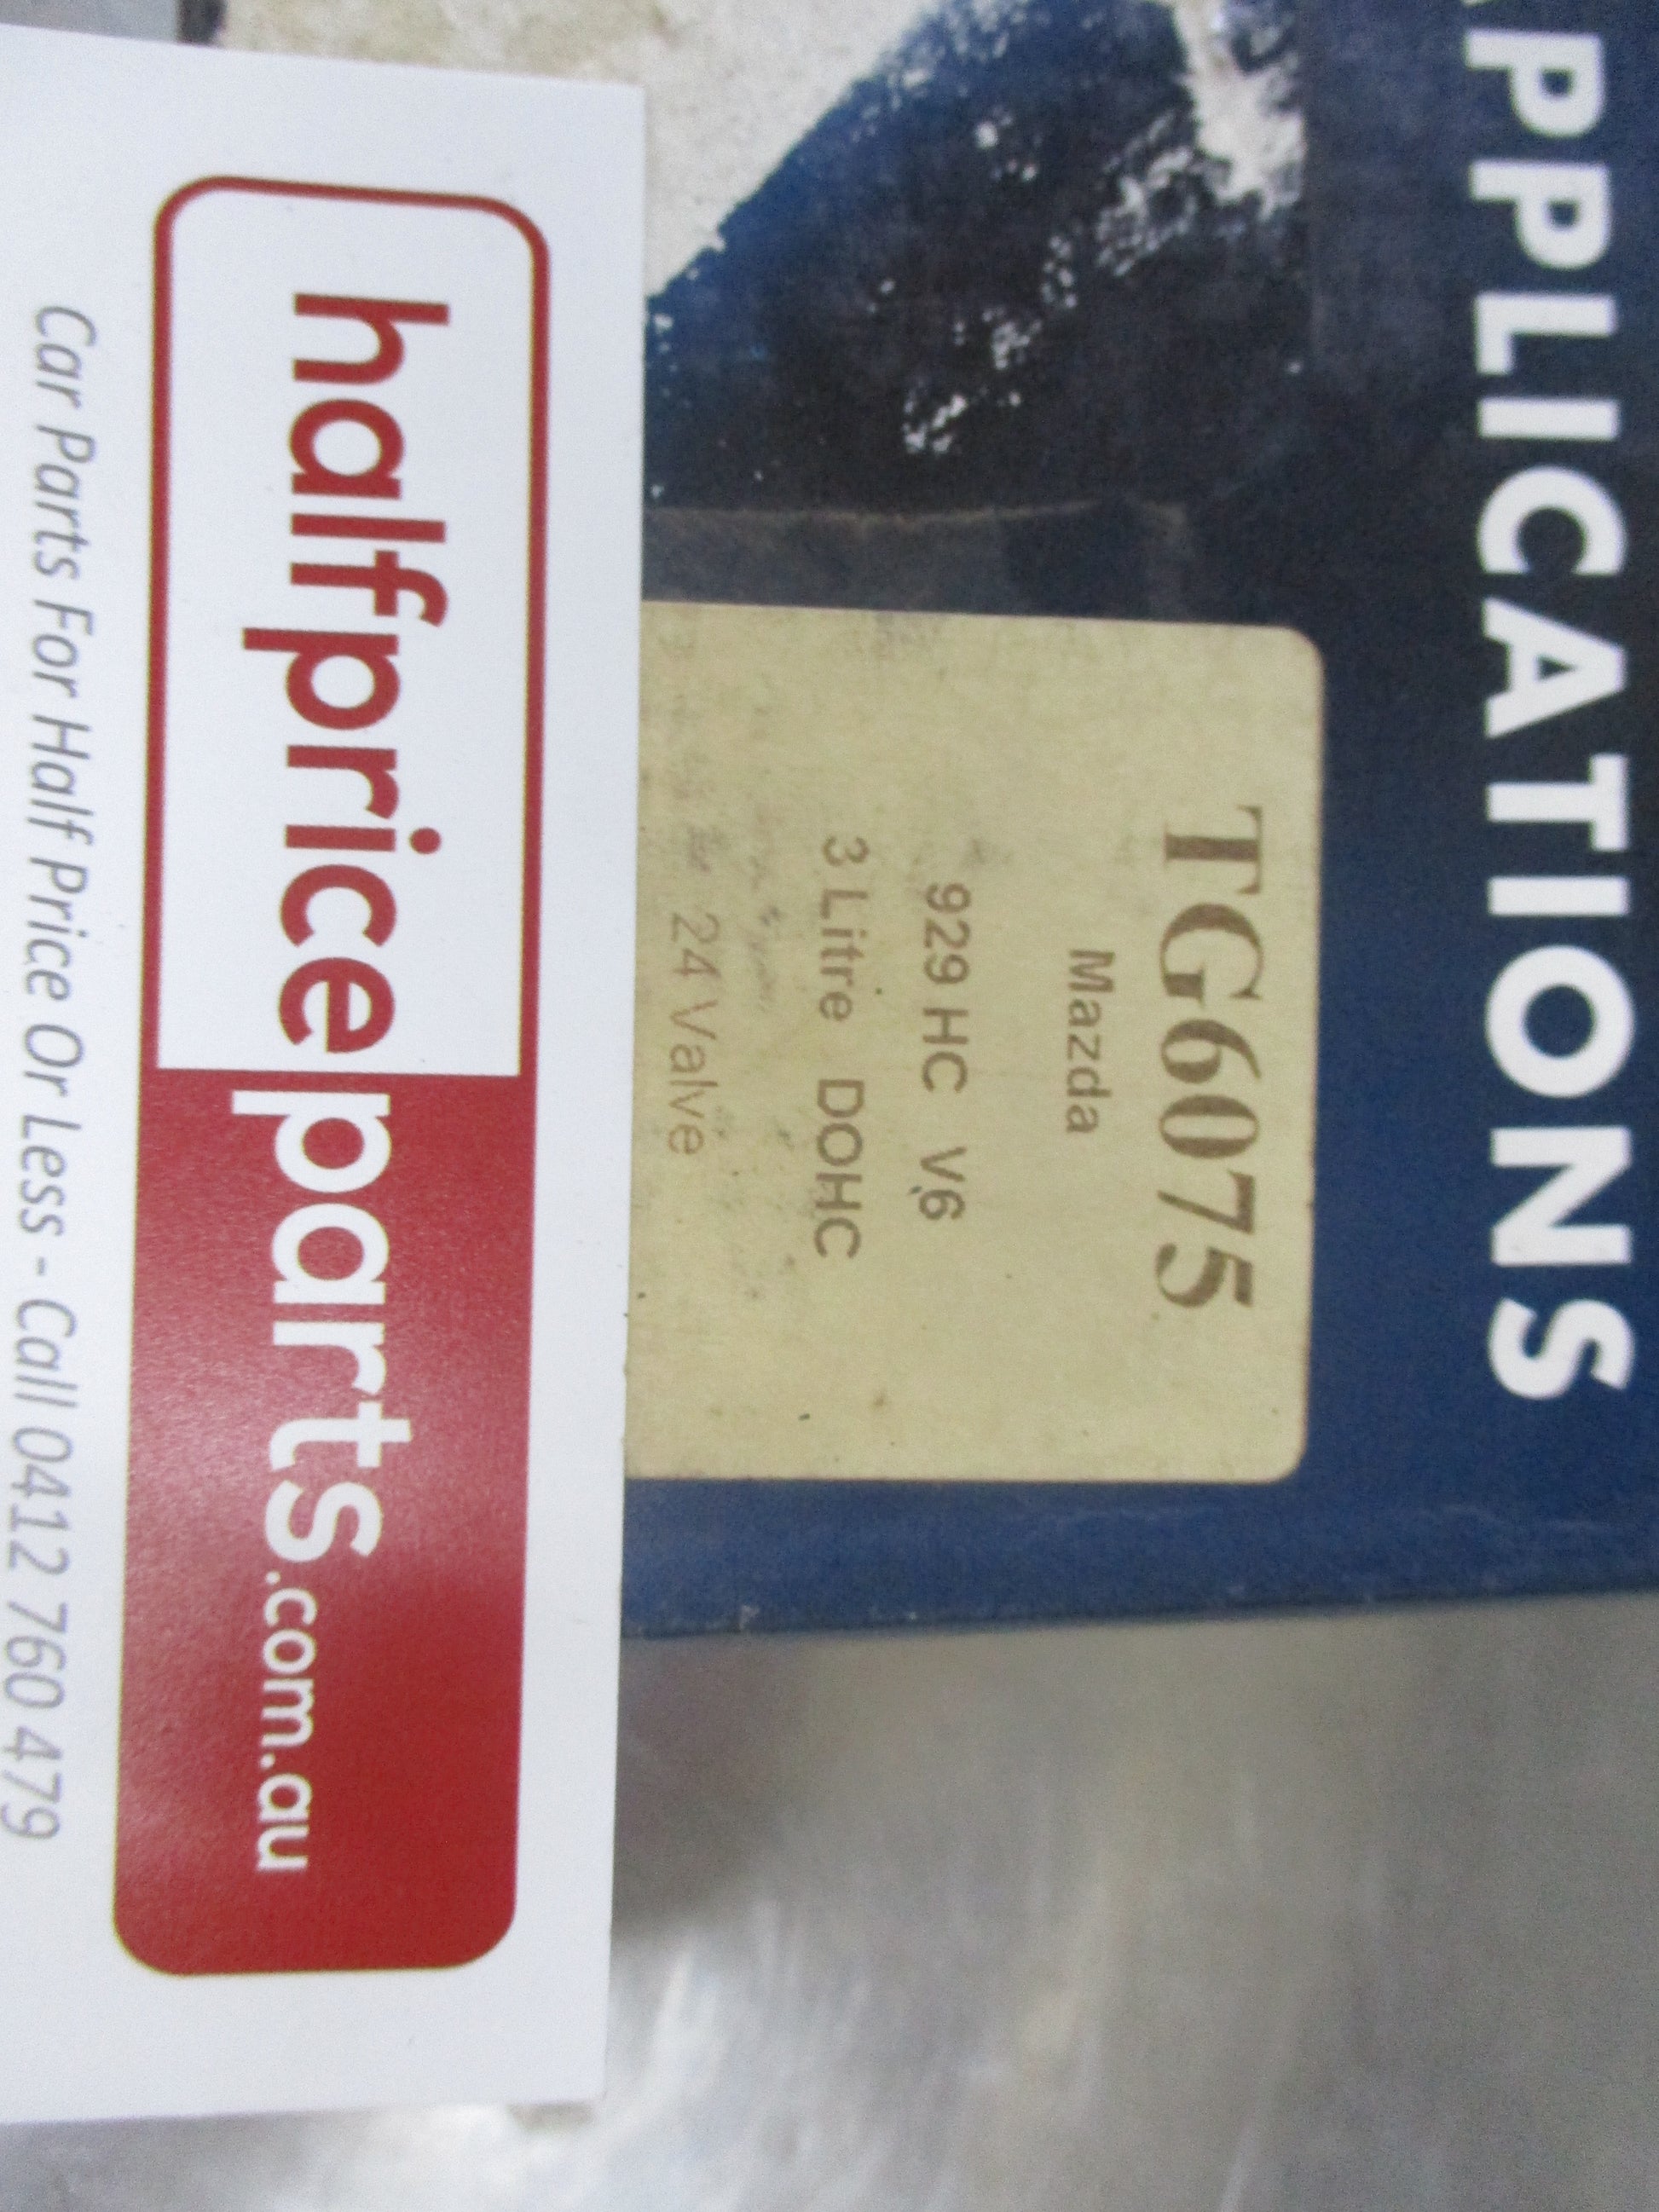 APPLICATIONS
TG6075
Mazda
929 HC V6
3 Litre DOHC
24 Valve
halfpriceparts.com.au
Car Parts For Half Price Or Less - Call 0412 760 479